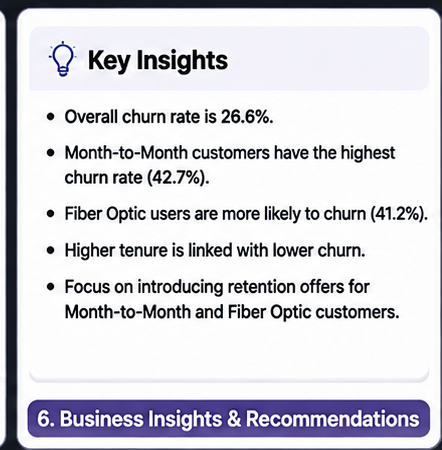 Key Insights
• Overall churn rate is 26.6%.
• Month-to-Month customers have the highest
churn rate (42.7%).
• Fiber Optic users are more likely to churn (41.2%).
• Higher tenure is linked with lower churn.
• Focus on introducing retention offers for
Month-to-Month and Fiber Optic customers.
6. Business Insights & Recommendations